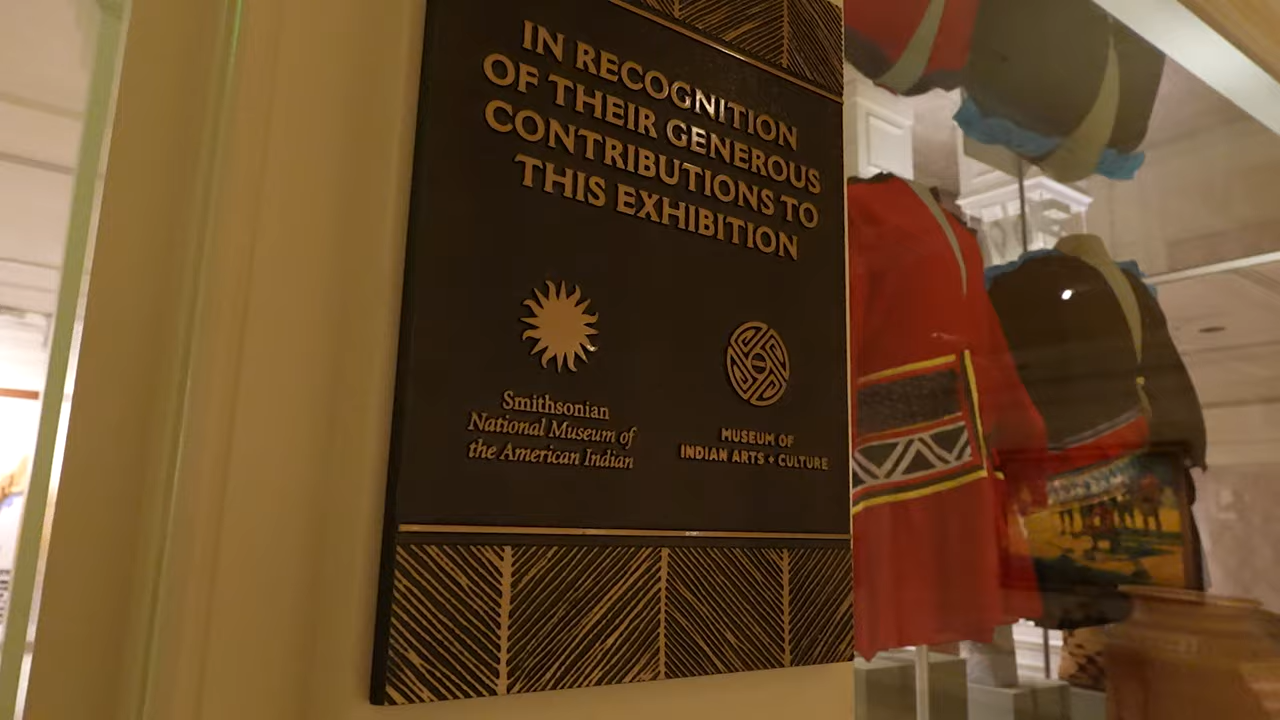 IN RECOGNITION
OF THEIR GENEROUS
CONTRIBUTIONS TO
THIS EXHIBITION
Smithsonian
National Museum of
the American Indian
MUSEUM OF
INDIAN ARTS + CULTURE